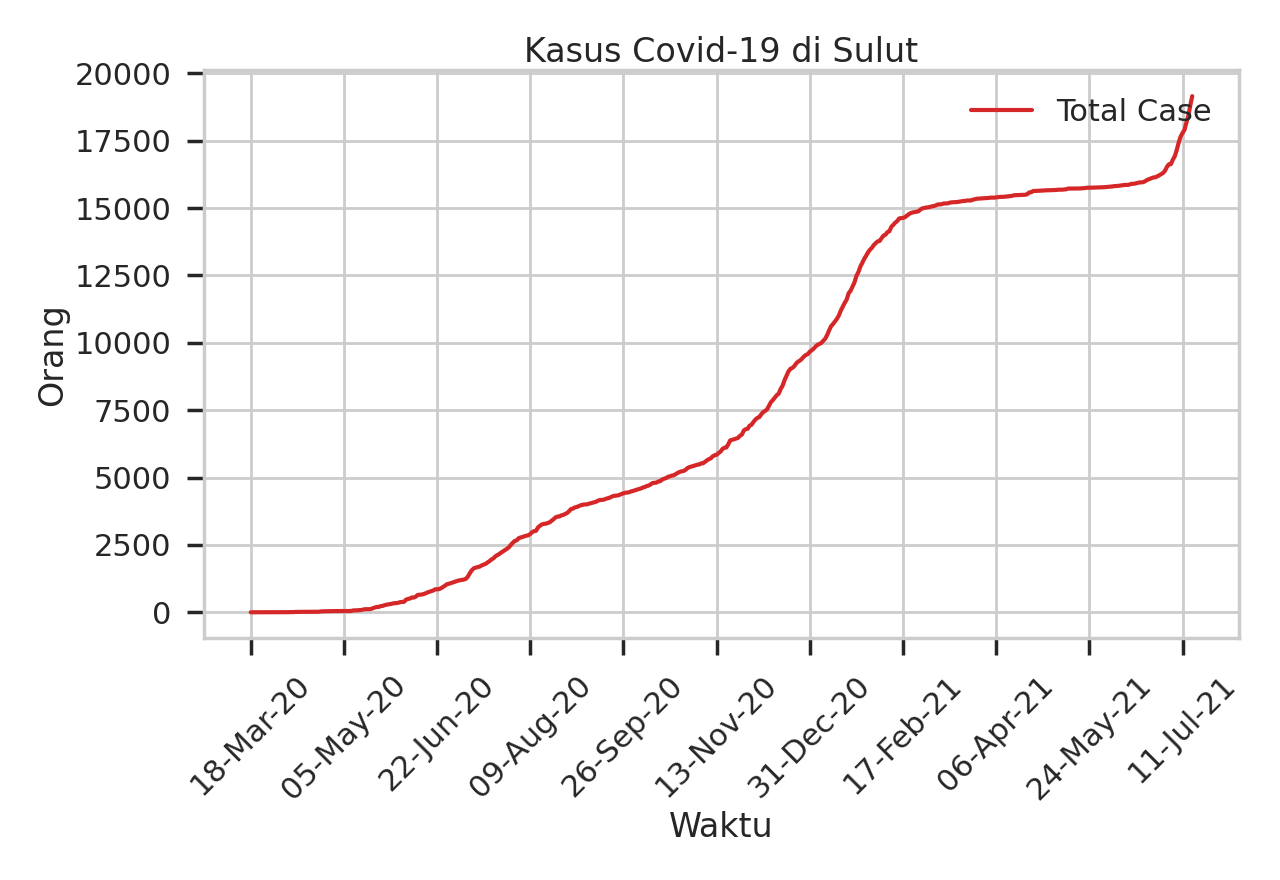 Kasus Covid-19 di Sulut
Total Case
20000
17500
15000
12500
10000
7500
5000
2500
0
Orang
18-Mar-20
05-May-20
22-Jun-20
09-Aug-20
26-Sep-20
13-Nov-20
31-Dec-20
17-Feb-21
06-Apr-21
24-May-21
11-Jul-21
Waktu